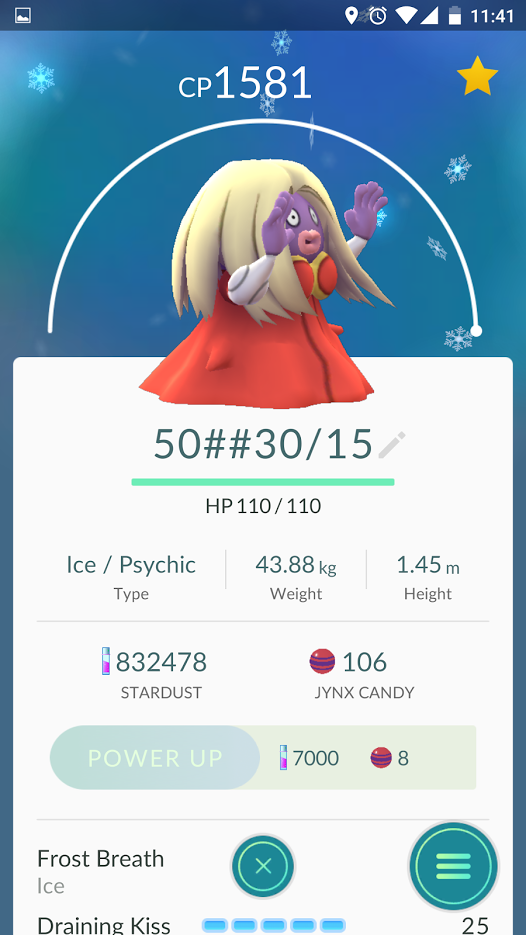 11:41
CP1581
50##30/15
HP 110 / 110
Ice / Psychic
Type
43.88 kg
Weight
1.45 m
Height
832478
STARDUST
106
JYNX CANDY
POWER UP
7000
8
Frost Breath
Ice
Draining Kiss
25